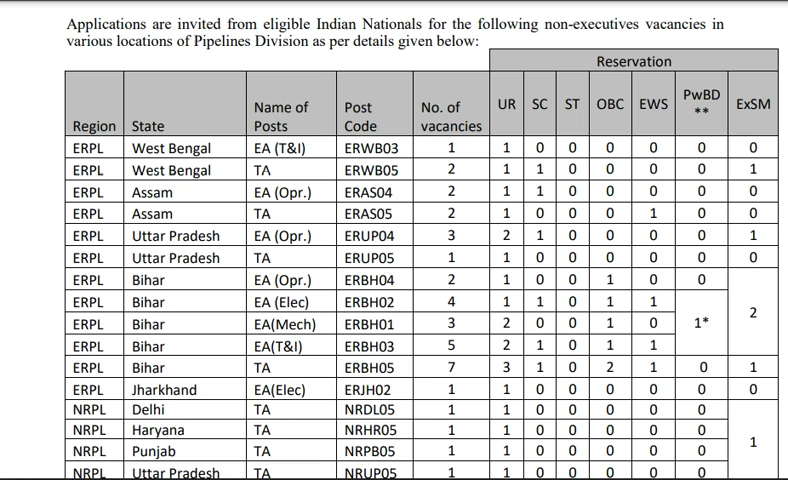 Applications are invited from eligible Indian Nationals for the following non-executives vacancies in
various locations of Pipelines Division as per details given below:
Reservation
Region State Name of Posts Post Code No. of vacancies UR SC ST OBC EWS PwBD ** ExSM
ERPL West Bengal EA (T&I) ERWB03 1 1 0 0 0 0 0 0
ERPL West Bengal TA ERWB05 2 1 1 0 0 0 0 1
ERPL Assam EA (Opr.) ERAS04 2 1 1 0 0 0 0 0
ERPL Assam TA ERAS05 2 1 0 0 0 1 0 0
ERPL Uttar Pradesh EA (Opr.) ERUP04 3 2 1 0 0 0 0 1
ERPL Uttar Pradesh TA ERUP05 1 1 0 0 0 0 0 0
ERPL Bihar EA (Opr.) ERBH04 2 1 0 0 1 0 0
ERPL Bihar EA (Elec) ERBH02 4 1 1 0 1 1
ERPL Bihar EA(Mech) ERBH01 3 2 0 0 1 0 1* 2
ERPL Bihar EA(T&I) ERBH03 5 2 1 0 1 1
ERPL Bihar TA ERBH05 7 3 1 0 2 1 0 1
ERPL Jharkhand EA(Elec) ERJH02 1 1 0 0 0 0 0 0
NRPL Delhi TA NRDL05 1 1 0 0 0 0 0
NRPL Haryana TA NRHR05 1 1 0 0 0 0 0
NRPL Punjab TA NRPB05 1 1 0 0 0 0 0 1
NRPL Uttar Pradesh TA NRUP05 1 1 0 0 0 0 0